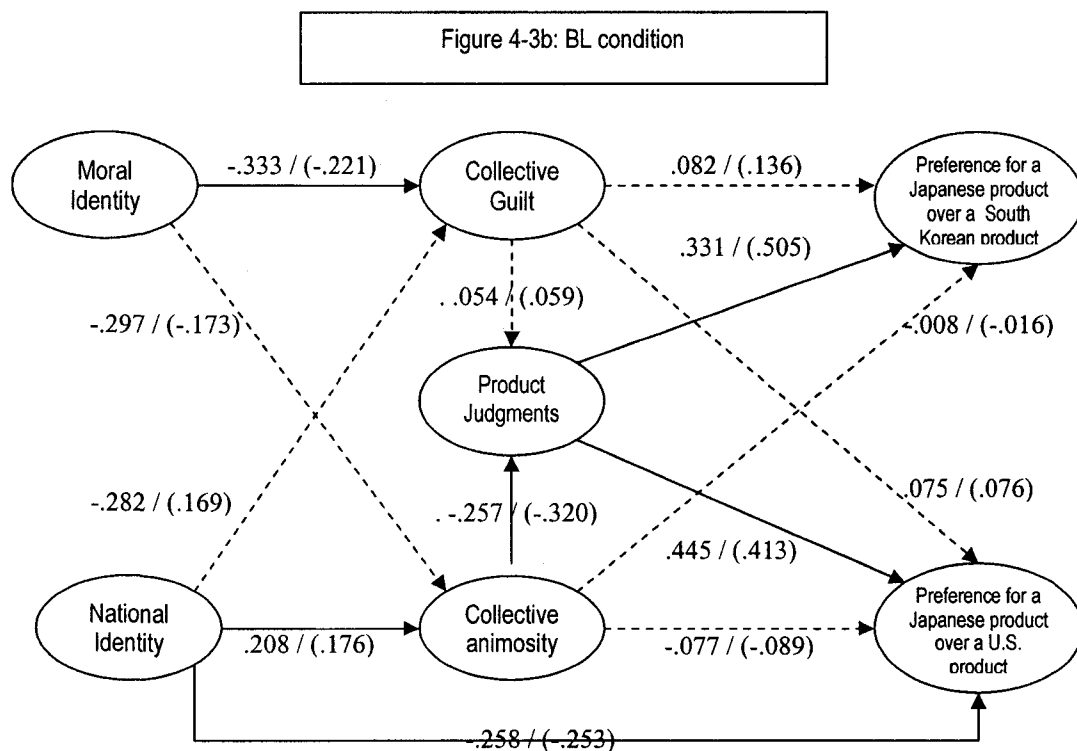 Figure 4-3b: BL condition
Moral
Identity
-.333 / (-.221)
Collective
Guilt
.082 / (.136)
Preference for a
Japanese product
over a South
Korean product
.331 / (.505)
. .054 / (.059)
-.297 / (-.173)
-.008 / (-.016)
Product
Judgments
-.282 / (.169)
. -.257 / (-.320)
.075 / (.076)
.445 / (.413)
National
Identity
.208 / (.176)
Collective
animosity
-.077 / (-.089)
Preference for a
Japanese product
over a U.S.
product
-.258 / (-.253)